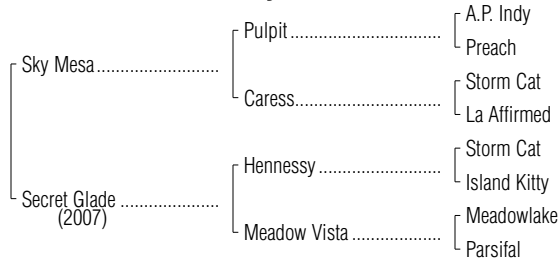 A.P. Indy
Pulpit
Preach
Sky Mesa
Storm Cat
Caress
La Affirmed
Storm Cat
Hennessy
Island Kitty
Secret Glade
(2007)
Meadowlake
Meadow Vista
Parsifal